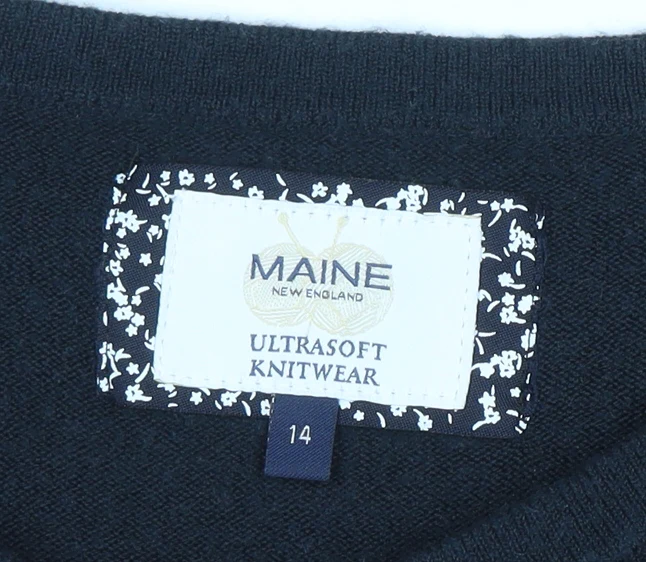 MAINE
NEW ENGLAND
ULTRASOFT
KNITWEAR
14